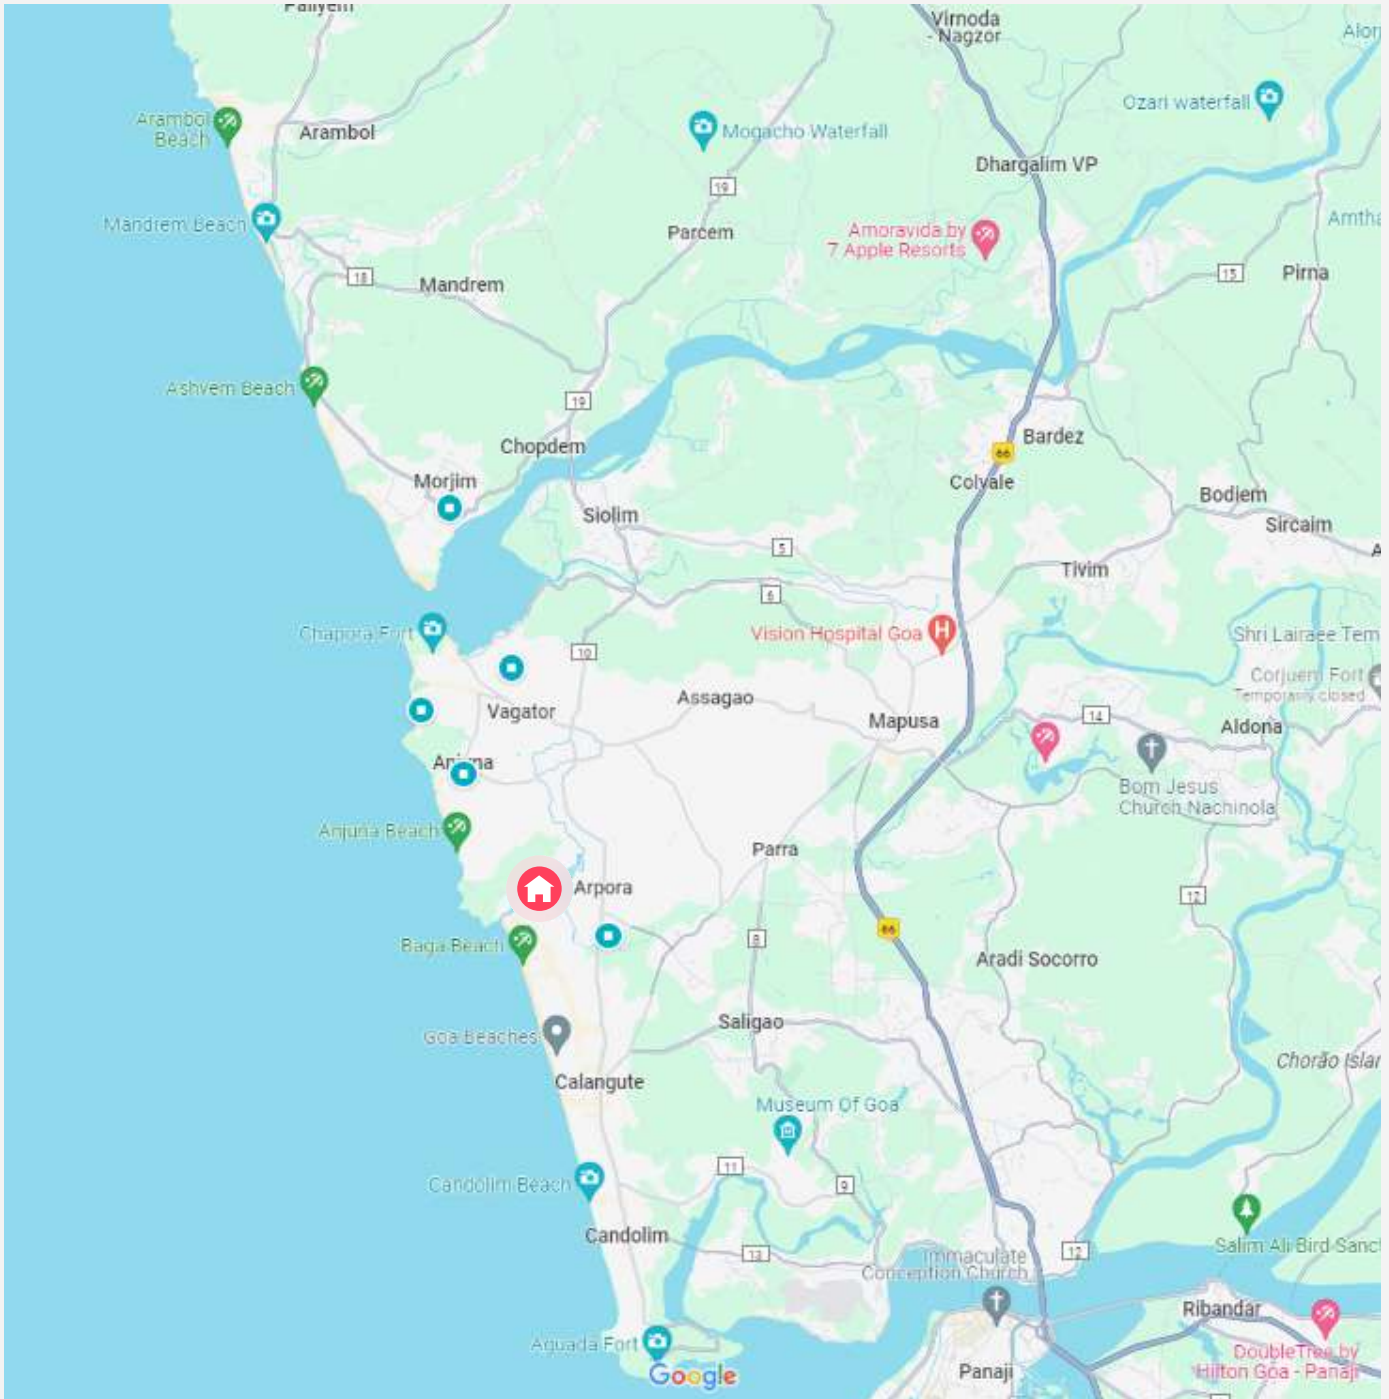 Paliyem
Virnoda
- Nagzor
Arambol
Beach
Arambol
Mogacho Waterfall
Ozari waterfall
Dhargalim VP
19
Mandrem Beach
Parcem
Amoravida by
7 Apple Resorts
18
Mandrem
15
Pirna
Ashvem Beach
19
Chopdem
Bardez
66
Morjim
Colvale
Bodiem
Siolim
Sircaim
5
Tivim
6
Chapora Fort
Vision Hospital Goa
Shri Lairaee Tem
10
Corjuem Fort
Temporarily closed
Assagao
Vagator
Mapusa
14
Aldona
Anjuna
Bom Jesus
Church Nachinola
Anjuna Beach
Parra
Arpora
12
66
Baga Beach
8
Aradi Socorro
Saligao
Goa Beaches
Chorão Islan
Calangute
Museum Of Goa
11
9
Candolim Beach
Candolim
13
12
Salim Ali Bird Sanct
Immaculate
Conception Church
Ribandar
Aguada Fort
DoubleTree by
Hilton Goa - Panaji
Google
Panaji